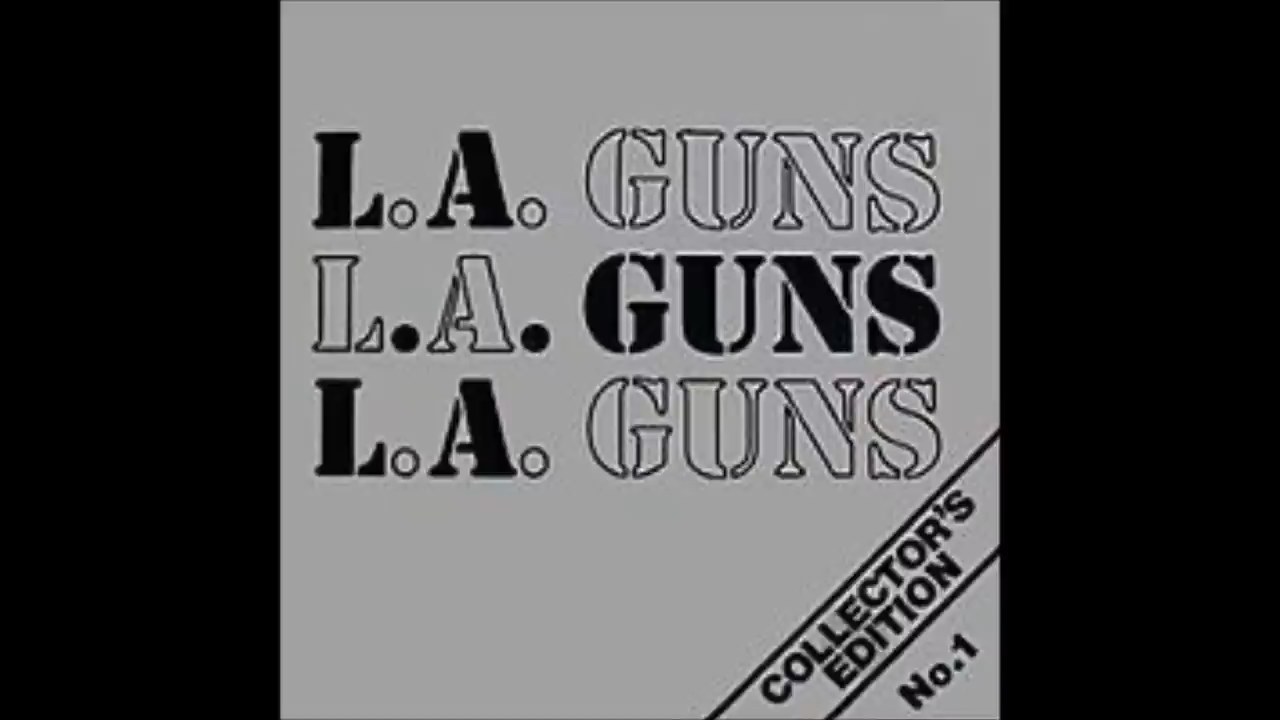 L.A. GUNS
L.A. GUNS
L.A. GUNS
COLLECTOR'S
EDITION
No.1